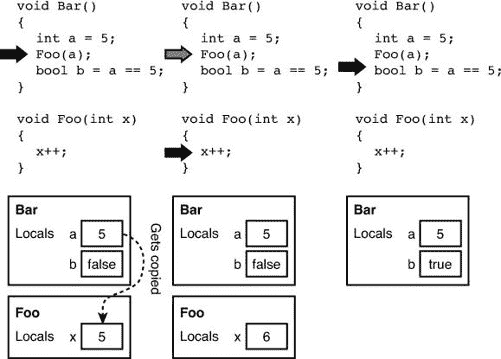 void Bar()
{
int a = 5;
Foo(a);
bool b = a == 5;
}
void Foo(int x)
{
x++;
}
Bar
Locals a 5
b false
Gets copied
Foo
Locals x 5
void Bar()
{
int a = 5;
Foo(a);
bool b = a == 5;
}
void Foo(int x)
{
x++;
}
Bar
Locals a 5
b false
Foo
Locals x 6
void Bar()
{
int a = 5;
Foo(a);
bool b = a == 5;
}
void Foo(int x)
{
x++;
}
Bar
Locals a 5
b true